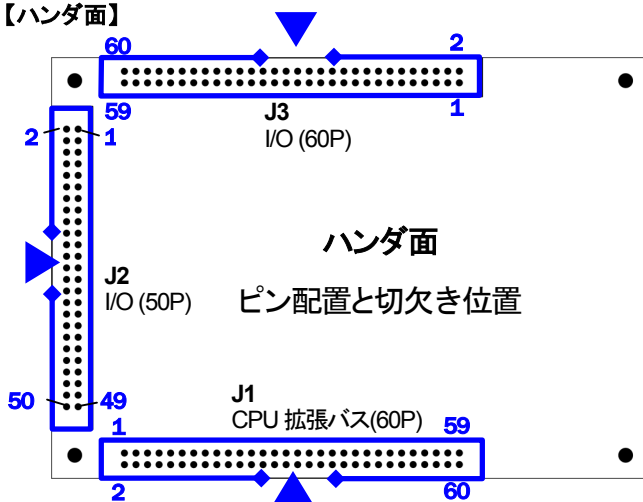 【ハンダ面】
60
2
59
1
J3
I/O (60P)
2
1
ハンダ面
J2
I/O (50P)
ピン配置と切欠き位置
50
49
J1
CPU 拡張バス(60P)
1
59
2
60